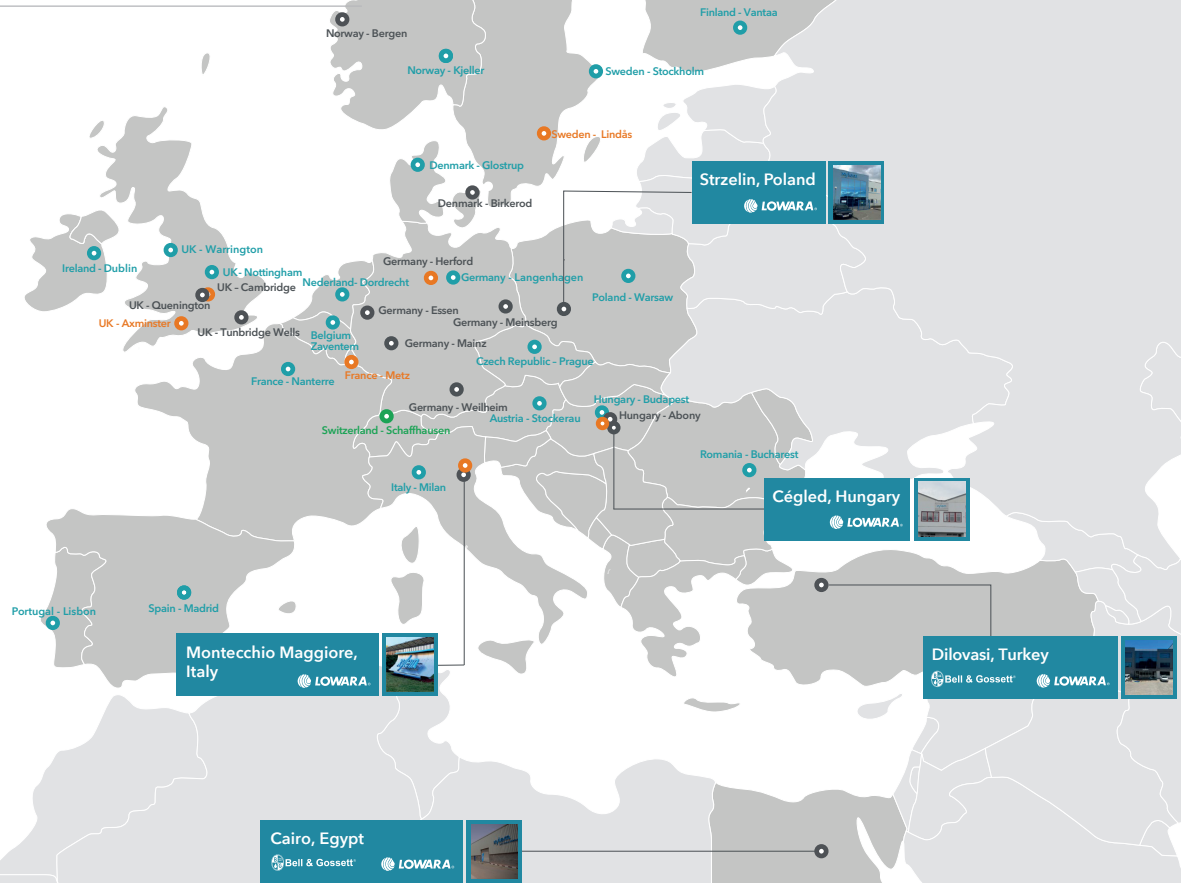 Finland - Vantaa
Norway - Bergen
Norway - Kjeller
Sweden - Stockholm
Sweden - Lindås
Denmark - Glostrup
Denmark - Birkerod
Strzelin, Poland
LOWARA
UK - Warrington
Ireland - Dublin
UK - Nottingham
UK - Cambridge
UK - Quenington
UK - Axminster
UK - Tunbridge Wells
Germany - Herford
Germany - Langenhagen
Nederland - Dordrecht
Germany - Essen
Germany - Meinsberg
Poland - Warsaw
Belgium
Zaventem
Germany - Mainz
Czech Republic - Prague
France - Nanterre
France - Metz
Germany - Weilheim
Austria - Stockerau
Hungary - Budapest
Hungary - Abony
Switzerland - Schaffhausen
Romania - Bucharest
Italy - Milan
Cégled, Hungary
LOWARA
Portugal - Lisbon
Spain - Madrid
Montecchio Maggiore,
Italy
LOWARA
Dilovasi, Turkey
Bell & Gossett LOWARA
Cairo, Egypt
Bell & Gossett LOWARA